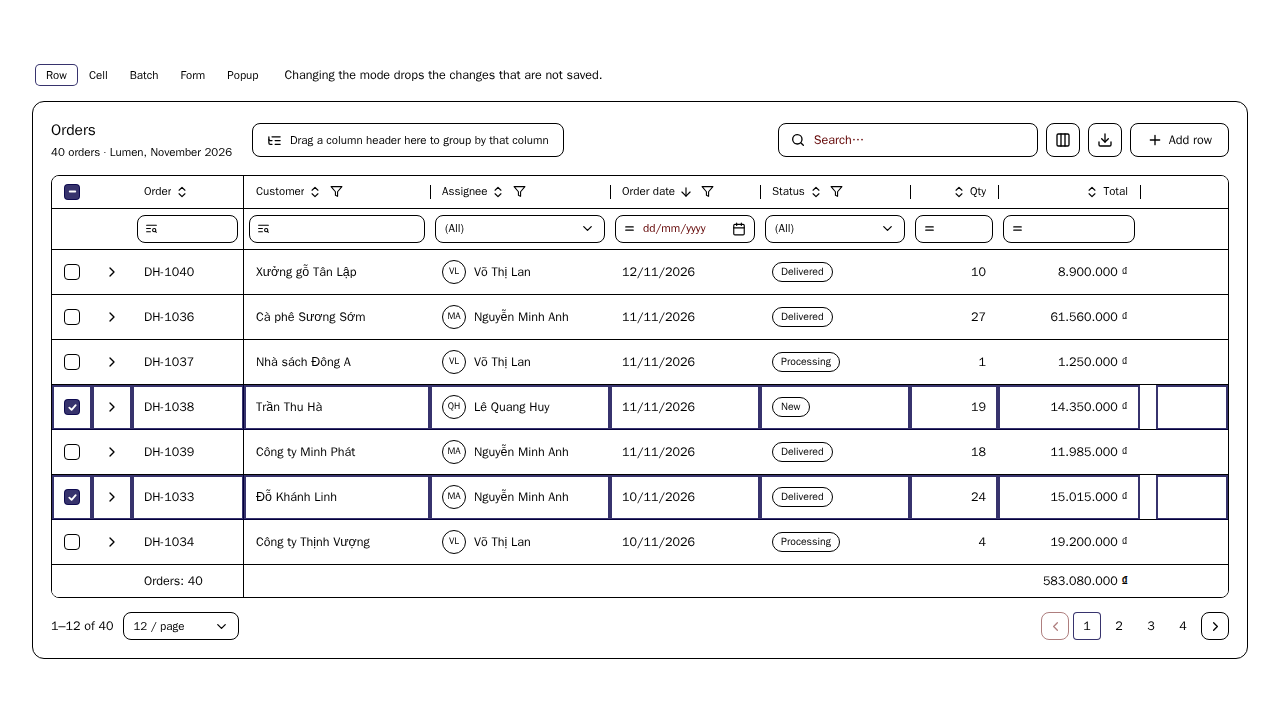 Row Cell Batch Form Popup Changing the mode drops the changes that are not saved.
Orders
40 orders · Lumen, November 2026
Drag a column header here to group by that column
Search⋯
Add row
Order Customer Assignee Order date Status Qty Total
(All) dd/mm/yyyy (All)
DH-1040 Xưởng gỗ Tân Lập VL Võ Thị Lan 12/11/2026 Delivered 10 8.900.000 ₫
DH-1036 Cà phê Sương Sớm MA Nguyễn Minh Anh 11/11/2026 Delivered 27 61.560.000 ₫
DH-1037 Nhà sách Đông A VL Võ Thị Lan 11/11/2026 Processing 1 1.250.000 ₫
DH-1038 Trần Thu Hà QH Lê Quang Huy 11/11/2026 New 19 14.350.000 ₫
DH-1039 Công ty Minh Phát MA Nguyễn Minh Anh 11/11/2026 Delivered 18 11.985.000 ₫
DH-1033 Đỗ Khánh Linh MA Nguyễn Minh Anh 10/11/2026 Delivered 24 15.015.000 ₫
DH-1034 Công ty Thịnh Vượng VL Võ Thị Lan 10/11/2026 Processing 4 19.200.000 ₫
Orders: 40 583.080.000 ₫
1–12 of 40 12 / page 1 2 3 4